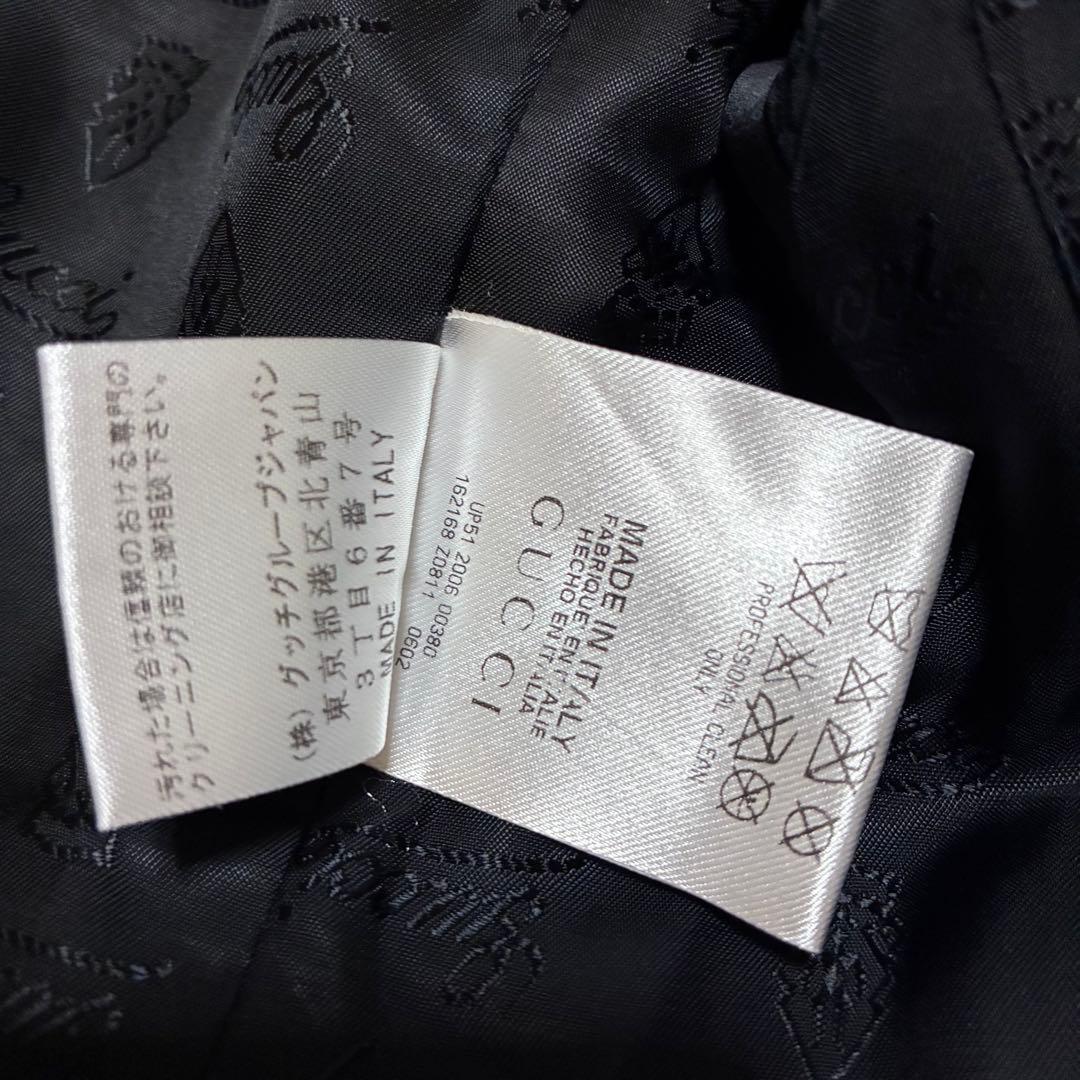 汚れた場合は信頼のおける専門の
クリーニング店に御相談下さい。
(株) グッチグループジャパン
東京都港区北青山
3丁目6番7号
MADE IN ITALY
GUCCI
MADE IN ITALY
FABRIQUE EN ITALIE
HECHO EN ITALIA
UP51 2006 00380
162168 Z0811 0602
PROFESSIONAL CLEAN
ONLY
Gucci